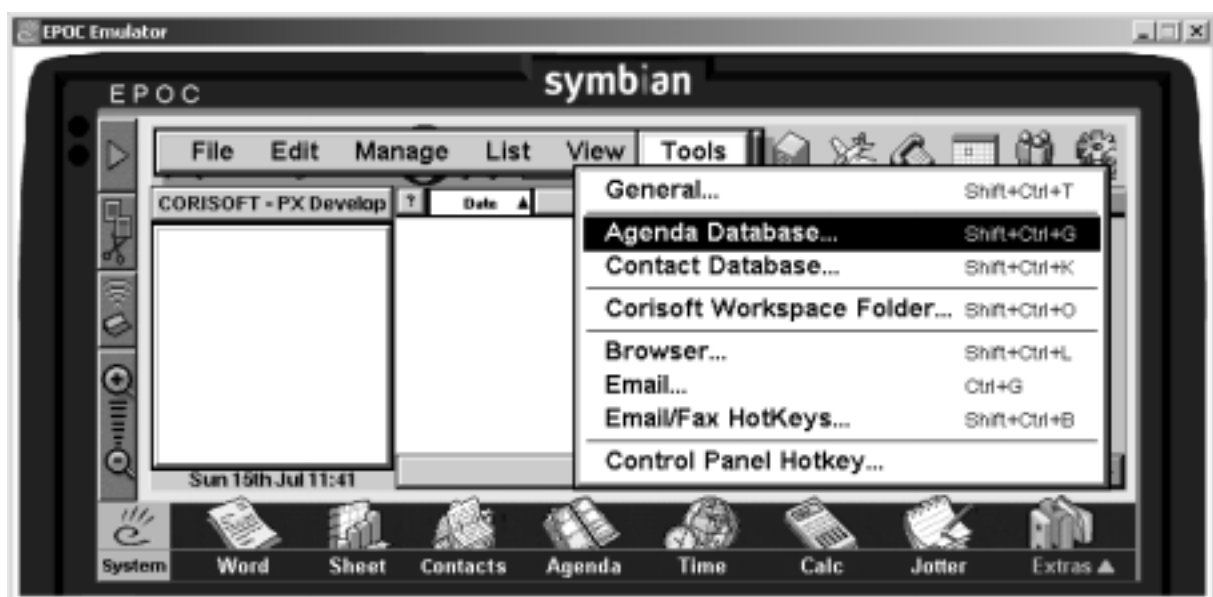 EPOC Emulator
symbian
EPOC
File Edit Manage List View Tools
General... Shift+Ctrl+T
CORISOFT - PX Develop ? Date
Agenda Database... Shift+Ctrl+G
Contact Database... Shift+Ctrl+K
Corisoft Workspace Folder... Shift+Ctrl+O
Browser... Shift+Ctrl+L
Email... Ctrl+G
Email/Fax HotKeys... Shift+Ctrl+B
Control Panel Hotkey...
Sun 15th Jul 11:41
System Word Sheet Contacts Agenda Time Calc Jotter Extras